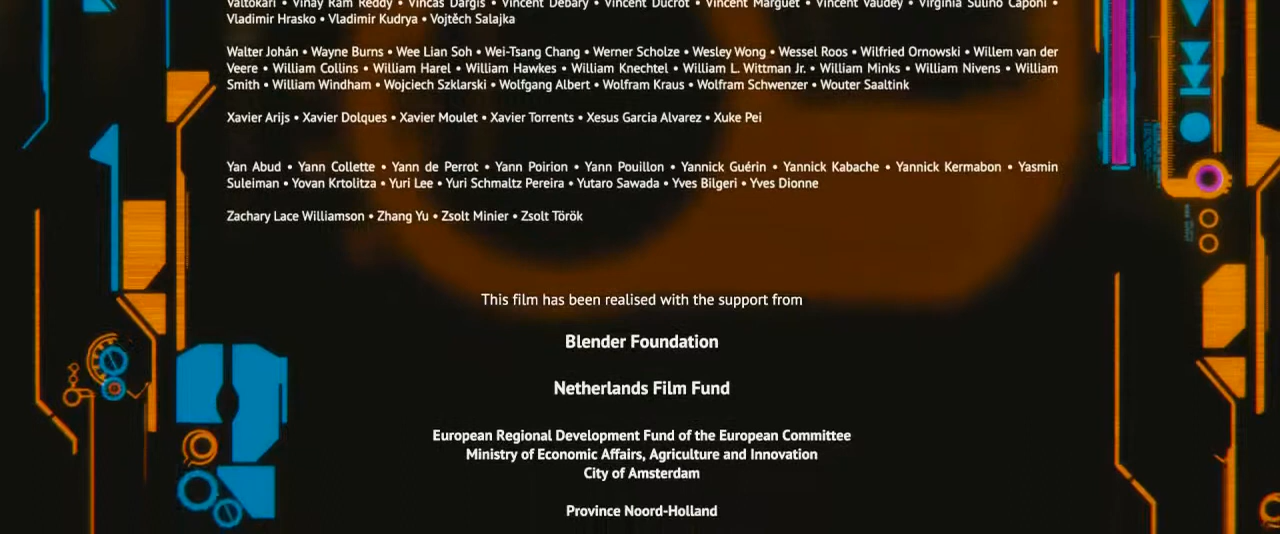 Valtokari • Vinay Ram Reddy • Vincas Dargis • Vincent Debary • Vincent Ducrot • Vincent Marguet • Vincent Vaudey • Virginia Sulino Caponi •
Vladimir Hrasko • Vladimir Kudrya • Vojtěch Salajka
Walter Johán • Wayne Burns • Wee Lian Soh • Wei-Tsang Chang • Werner Scholze • Wesley Wong • Wessel Roos • Wilfried Ornowski • Willem van der
Veere • William Collins • William Harel • William Hawkes • William Knechtel • William L. Wittman Jr. • William Minks • William Nivens • William
Smith • William Windham • Wojciech Szklarski • Wolfgang Albert • Wolfram Kraus • Wolfram Schwenzer • Wouter Saaltink
Xavier Arijs • Xavier Dolques • Xavier Moulet • Xavier Torrents • Xesus Garcia Alvarez • Xuke Pei
Yan Abud • Yann Collette • Yann de Perrot • Yann Poirion • Yann Pouillon • Yannick Guérin • Yannick Kabache • Yannick Kermabon • Yasmin
Suleiman • Yovan Krtolitza • Yuri Lee • Yuri Schmaltz Pereira • Yutaro Sawada • Yves Bilgeri • Yves Dionne
Zachary Lace Williamson • Zhang Yu • Zsolt Minier • Zsolt Török
This film has been realised with the support from
Blender Foundation
Netherlands Film Fund
European Regional Development Fund of the European Committee
Ministry of Economic Affairs, Agriculture and Innovation
City of Amsterdam
Province Noord-Holland